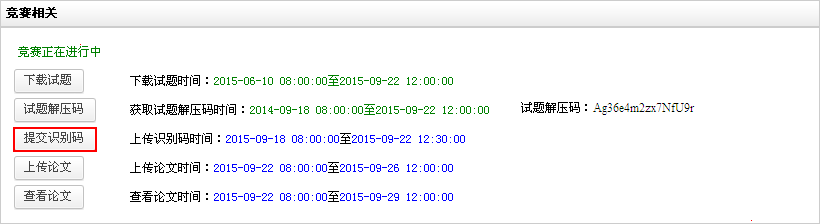 竞赛相关
竞赛正在进行中
下载试题 下载试题时间：2015-06-10 08:00:00至2015-09-22 12:00:00
试题解压码 获取试题解压码时间：2014-09-18 08:00:00至2015-09-22 12:00:00 试题解压码：Ag36e4m2zx7NfU9r
提交识别码 上传识别码时间：2015-09-18 08:00:00至2015-09-22 12:30:00
上传论文 上传论文时间：2015-09-22 08:00:00至2015-09-26 12:00:00
查看论文 查看论文时间：2015-09-22 08:00:00至2015-09-29 12:00:00